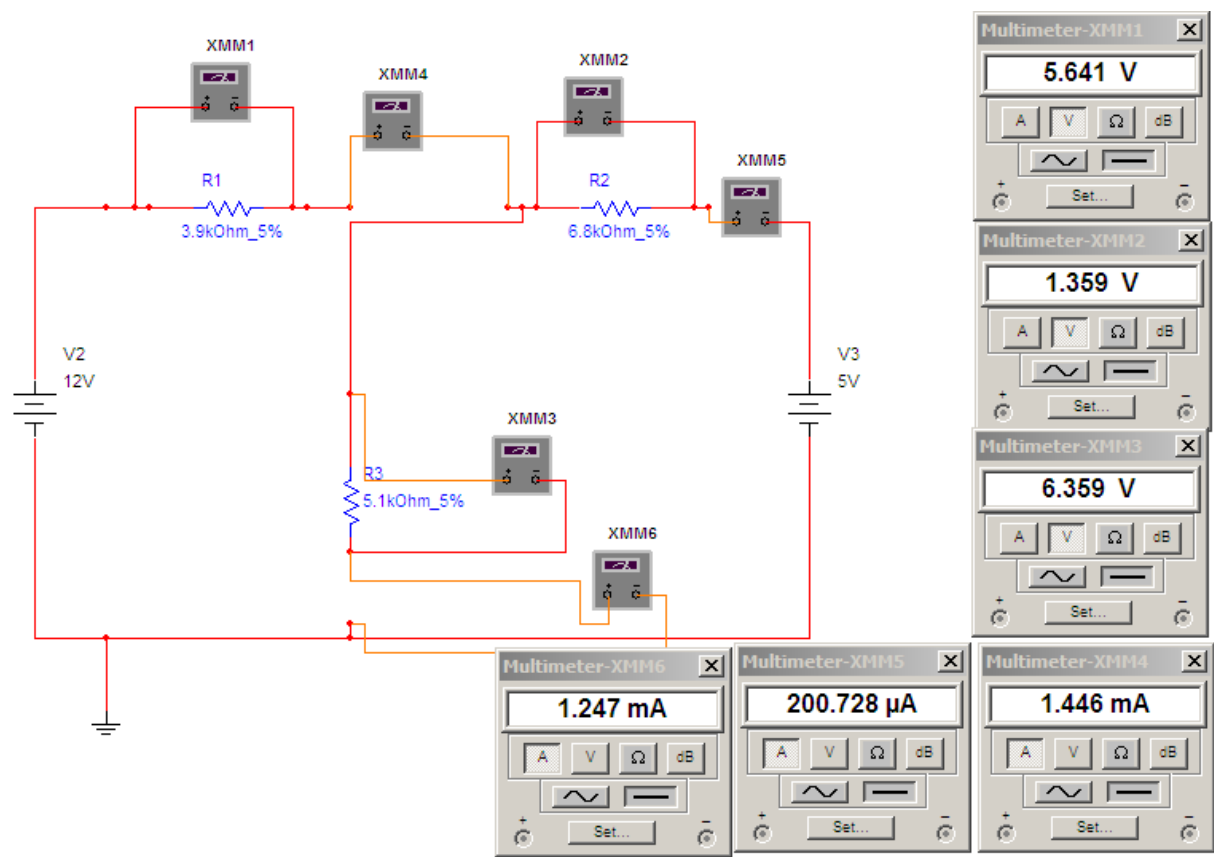 XMM1
XMM4
XMM2
XMM5
R1
3.9kOhm_5%
R2
6.8kOhm_5%
V2
12V
V3
5V
XMM3
R3
5.1kOhm_5%
XMM6
Multimeter-XMM1 X
5.641 V
A V Ω dB
+ Set... −
Multimeter-XMM2 X
1.359 V
A V Ω dB
+ Set... −
Multimeter-XMM3 X
6.359 V
A V Ω dB
+ Set... −
Multimeter-XMM6 X
1.247 mA
A V Ω dB
+ Set... −
Multimeter-XMM5 X
200.728 µA
A V Ω dB
+ Set... −
Multimeter-XMM4 X
1.446 mA
A V Ω dB
+ Set... −